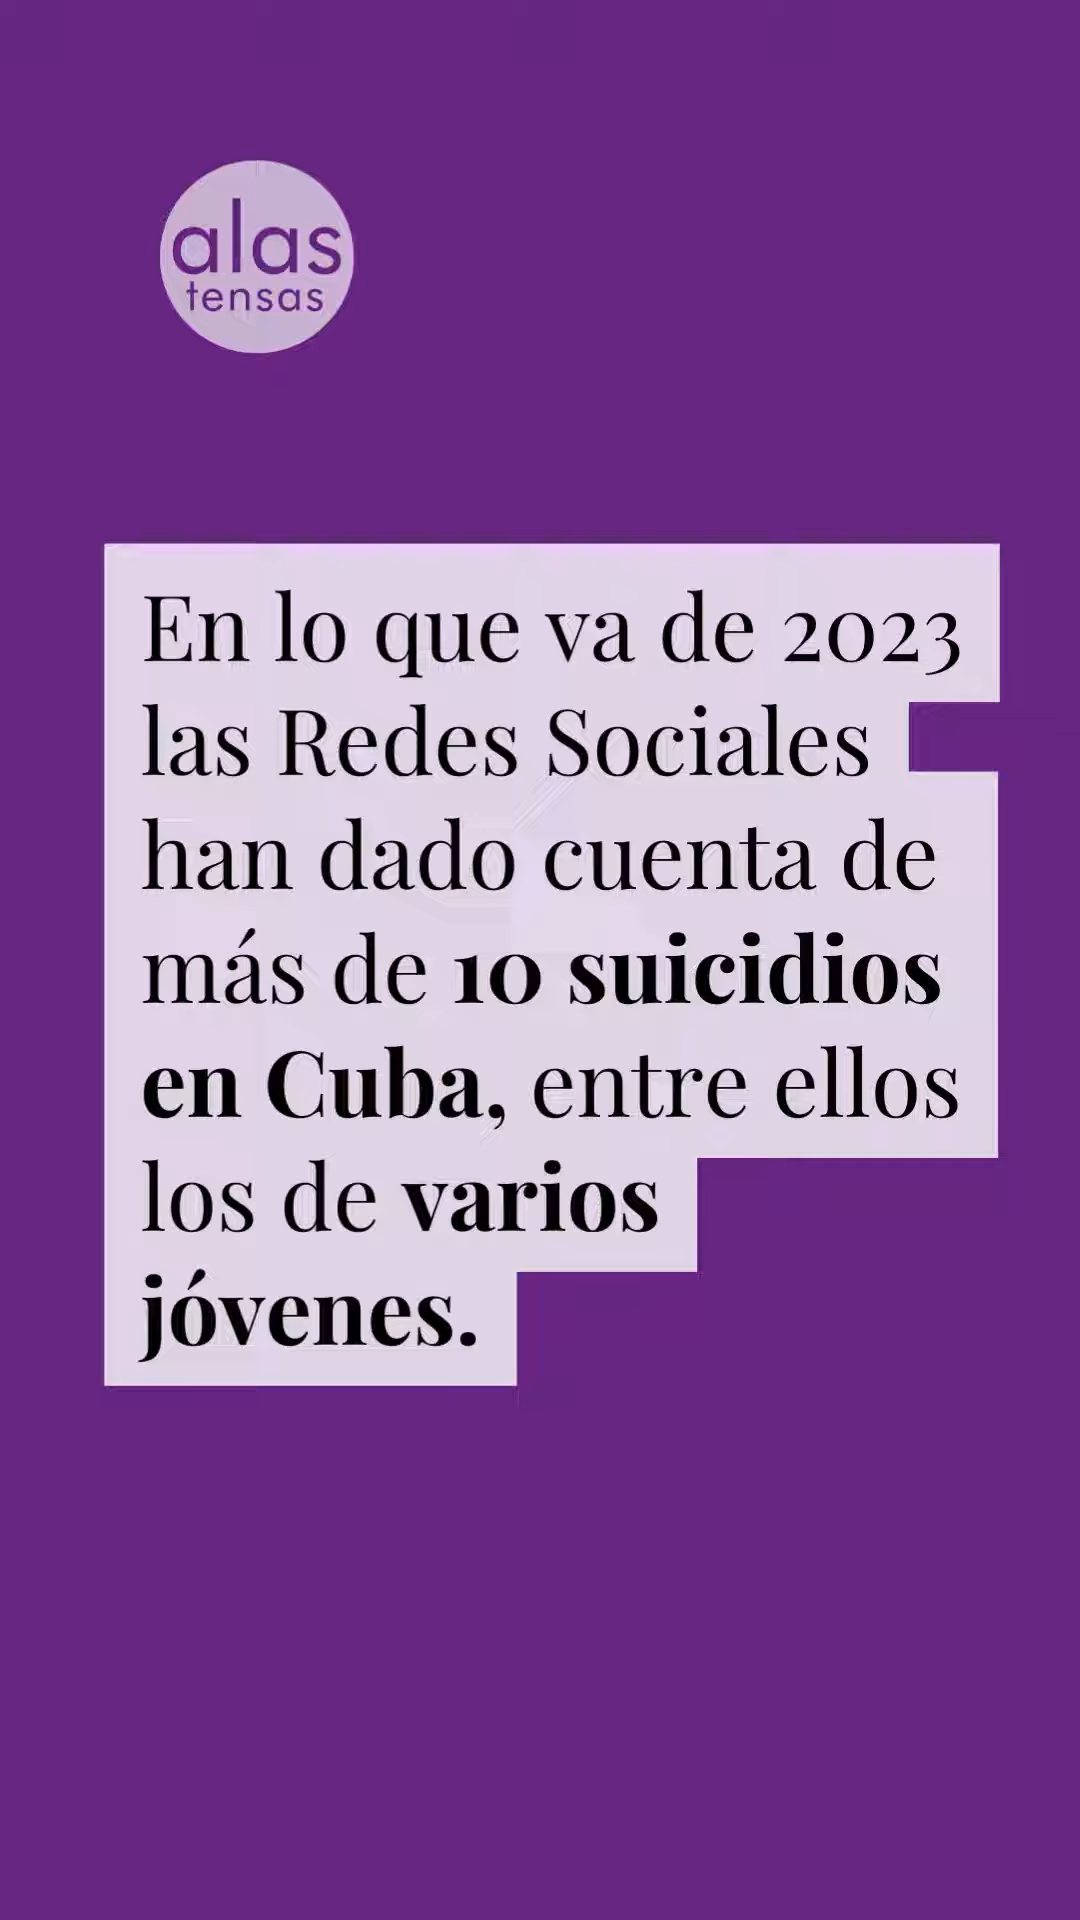 alas
tensas
En lo que va de 2023
las Redes Sociales
han dado cuenta de
más de 10 suicidios
en Cuba, entre ellos
los de varios
jóvenes.